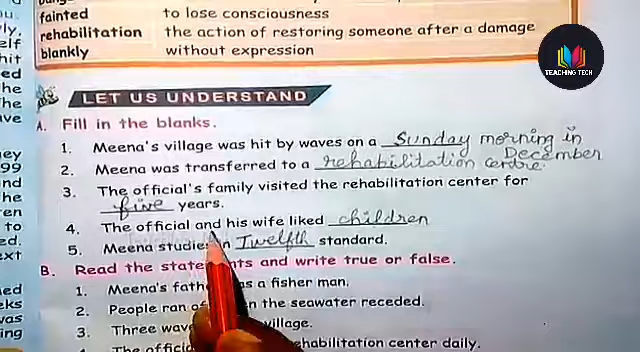 fainted to lose consciousness
rehabilitation the action of restoring someone after a damage
blankly without expression
TEACHING TECH
LET US UNDERSTAND
A. Fill in the blanks.
1. Meena's village was hit by waves on a Sunday morning in December
2. Meena was transferred to a rehabilitation centre.
3. The official's family visited the rehabilitation center for
five years.
4. The official and his wife liked children
5. Meena studies in Twelfth standard.
B. Read the statements and write true or false.
1. Meena's father was a fisher man.
2. People ran when the seawater receded.
3. Three village.
rehabilitation center daily.